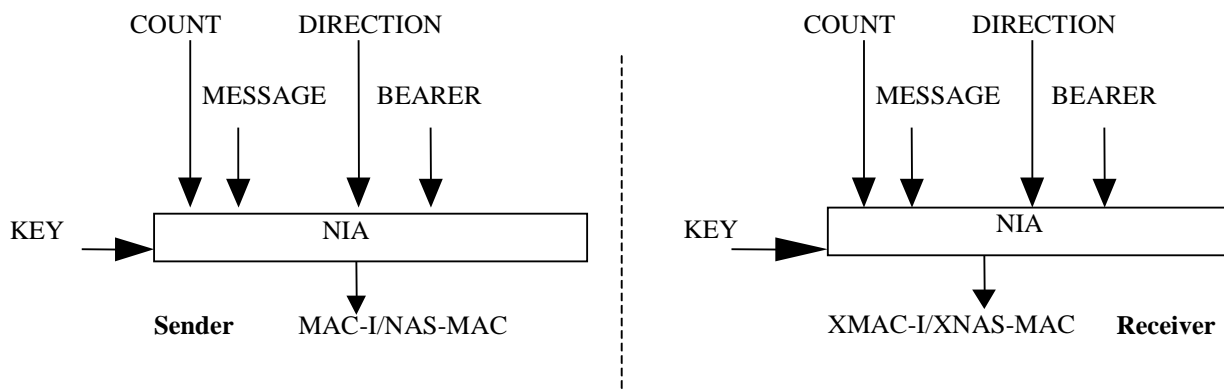 COUNT DIRECTION
MESSAGE BEARER
KEY NIA
Sender MAC-I/NAS-MAC
COUNT DIRECTION
MESSAGE BEARER
KEY NIA
XMAC-I/XNAS-MAC Receiver